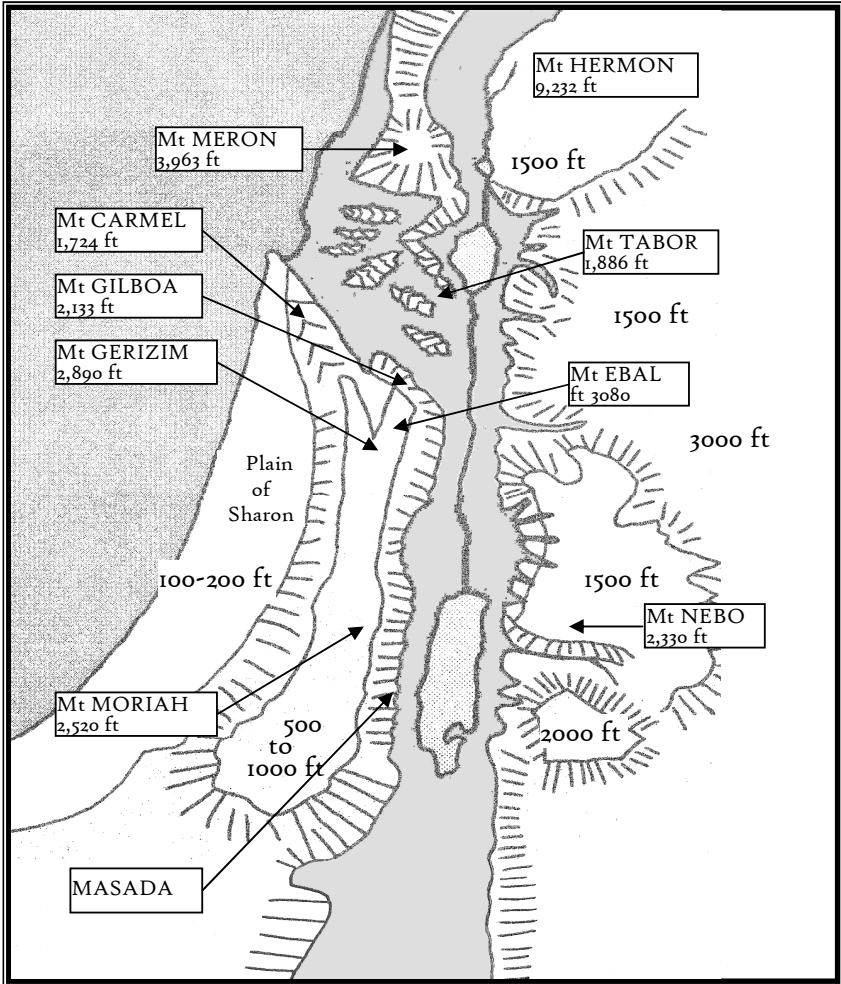 Mt HERMON
9,232 ft
Mt MERON
3,963 ft
1500 ft
Mt CARMEL
1,724 ft
Mt TABOR
1,886 ft
Mt GILBOA
2,133 ft
1500 ft
Mt GERIZIM
2,890 ft
Mt EBAL
ft 3080
3000 ft
Plain
of
Sharon
100-200 ft
1500 ft
Mt NEBO
2,330 ft
Mt MORIAH
2,520 ft
500
to
1000 ft
2000 ft
MASADA